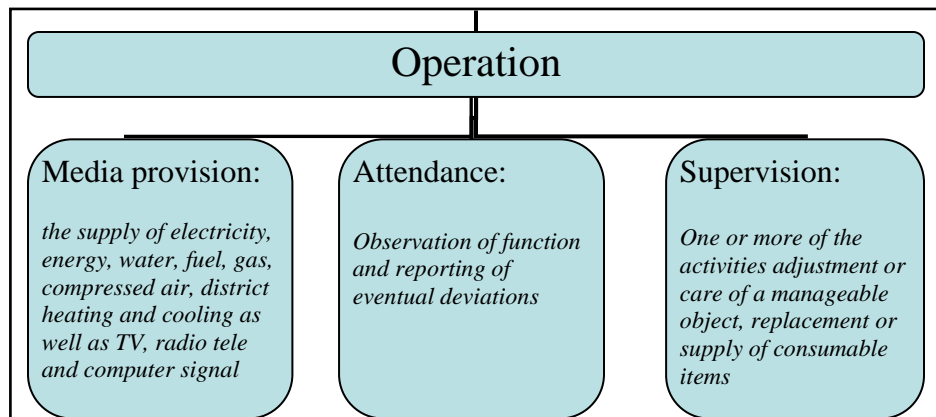 Operation
Media provision:
the supply of electricity,
energy, water, fuel, gas,
compressed air, district
heating and cooling as
well as TV, radio tele
and computer signal
Attendance:
Observation of function
and reporting of
eventual deviations
Supervision:
One or more of the
activities adjustment or
care of a manageable
object, replacement or
supply of consumable
items